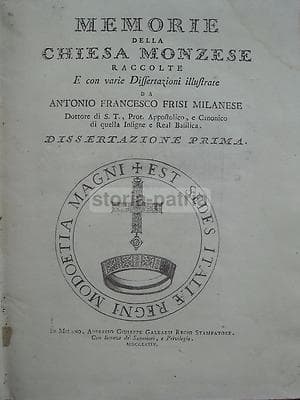 MEMORIE
DELLA
CHIESA MONZESE
RACCOLTE
E con varie Dissertazioni illustrate
DA
ANTONIO FRANCESCO FRISI MILANESE
Dottore di S. T., Prot. Appostolico, e Canonico
di quella Insigne e Real Basilica.
DISSERTAZIONE PRIMA.
EST SEDES ITALIÆ REGNI MODOETIA MAGNI
storia-patria
IN MILANO, APPRESSO GIUSEPPE GALEAZZI REGIO STAMPATORE.
Con licenza de' Superiori, e Privilegio.